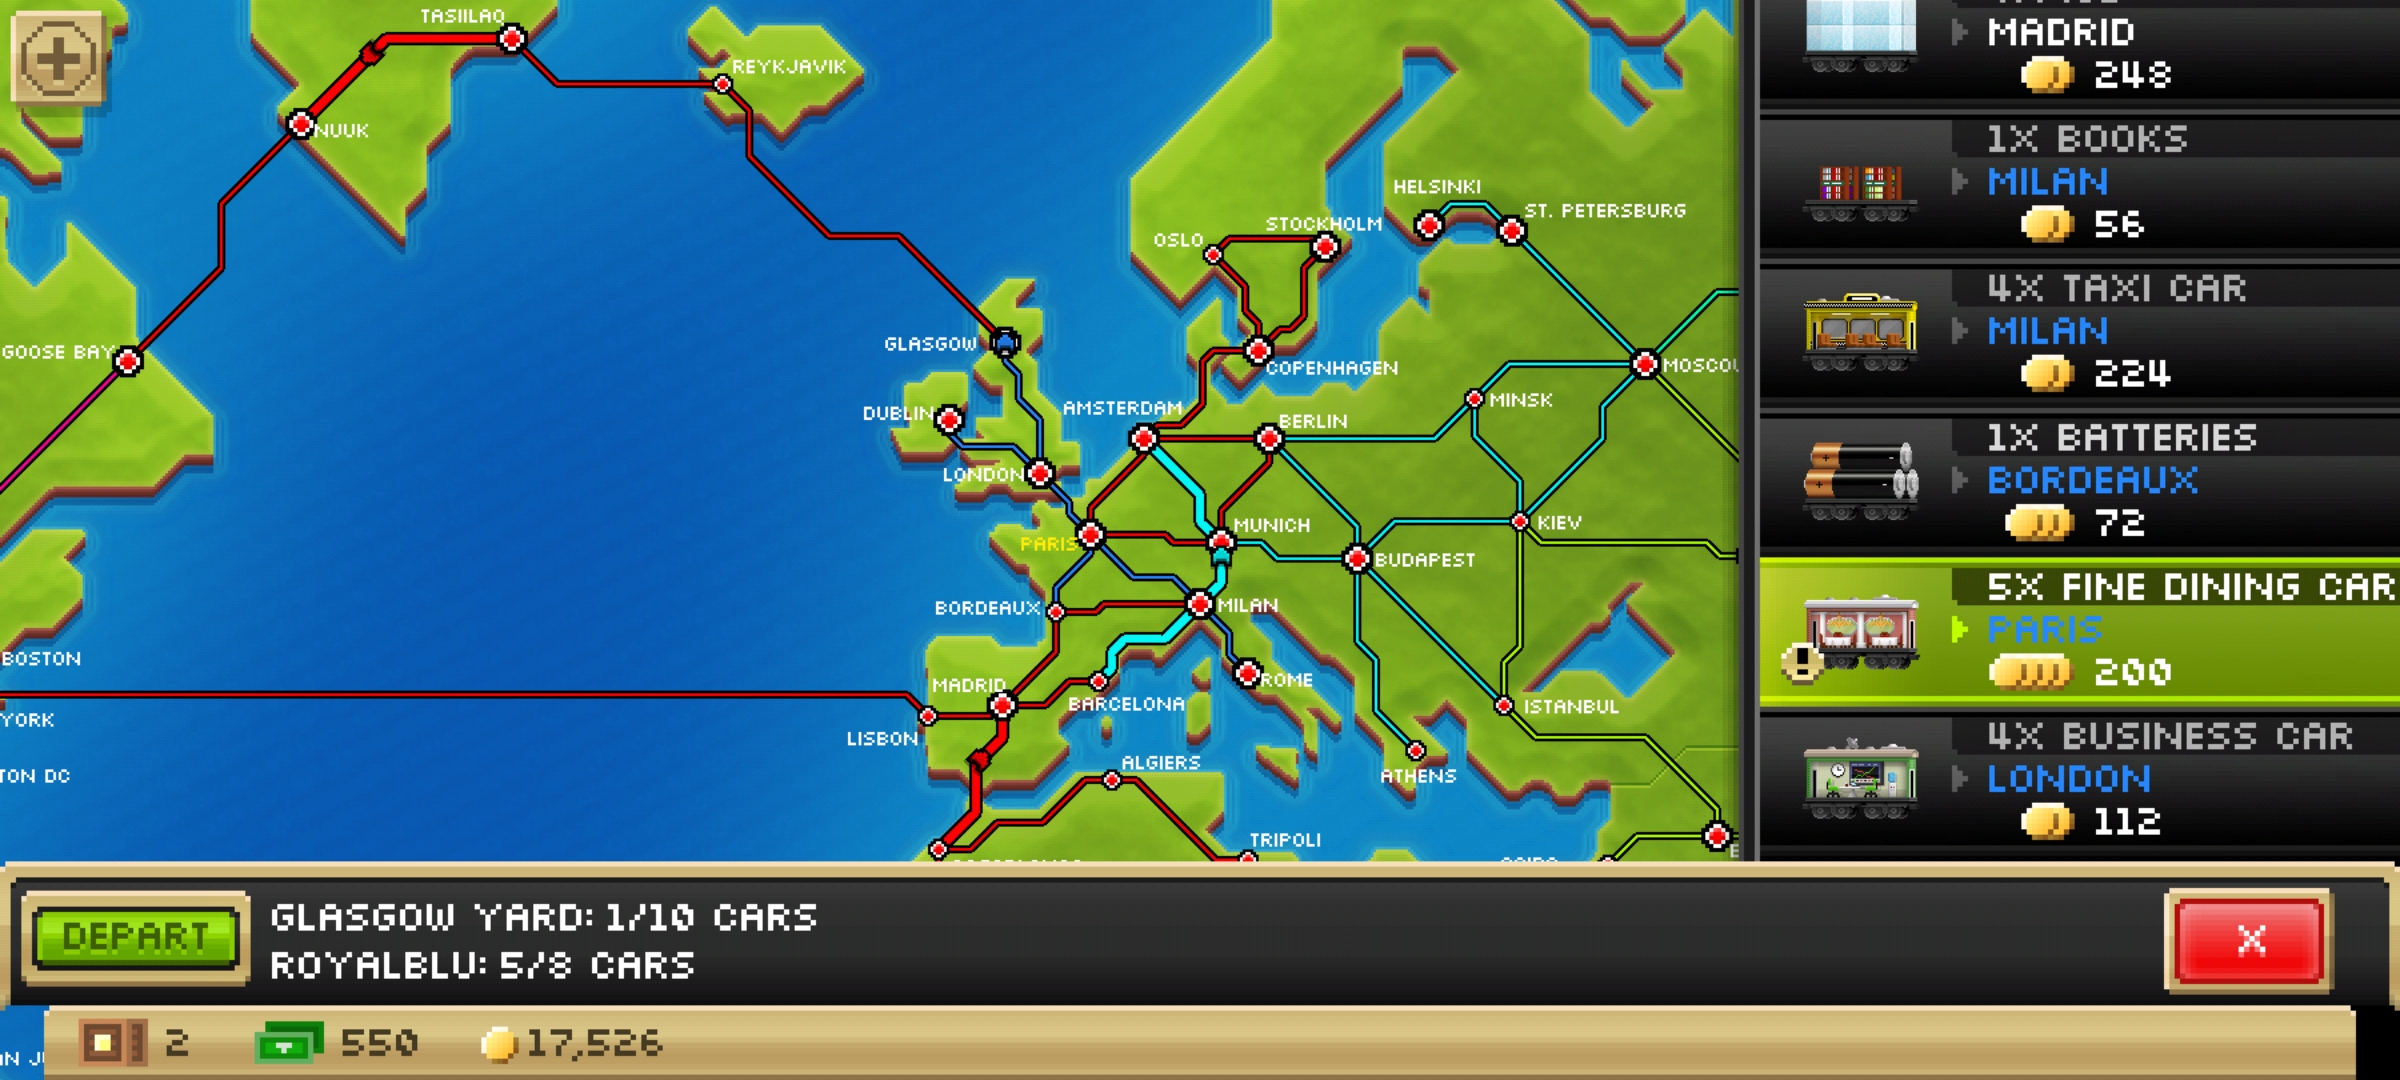 TASIILAQ
REYKJAVIK
NUUK
HELSINKI
ST. PETERSBURG
STOCKHOLM
OSLO
GLASGOW
GOOSE BAY
COPENHAGEN
MOSCO
DUBLIN
AMSTERDAM
MINSK
BERLIN
LONDON
MUNICH
KIEV
PARIS
BUDAPEST
BORDEAUX
MILAN
BOSTON
ROME
MADRID
BARCELONA
ISTANBUL
YORK
LISBON
ALGIERS
ATHENS
TON DC
TRIPOLI
MADRID
248
1X BOOKS
MILAN
56
4X TAXI CAR
MILAN
224
1X BATTERIES
BORDEAUX
72
5X FINE DINING CAR
PARIS
200
4X BUSINESS CAR
LONDON
112
DEPART
GLASGOW YARD: 1/10 CARS
ROYALBLU: 5/8 CARS
X
2
550
17,526